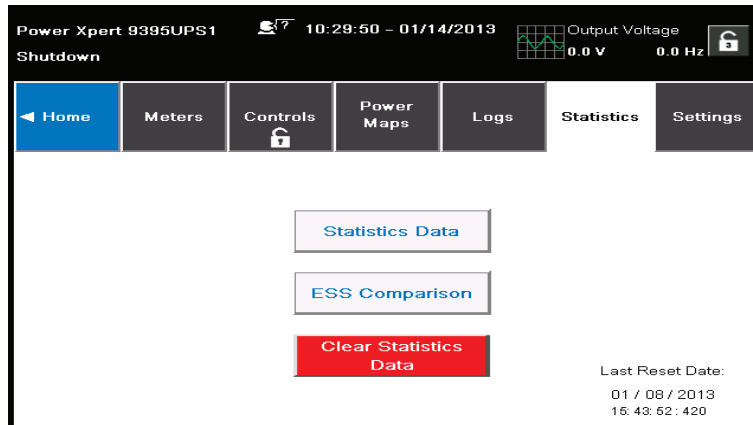 Power Xpert 9395UPS1
10:29:50 - 01/14/2013
Output Voltage
Shutdown
0.0 V 0.0 Hz
Home
Meters
Controls
Power
Maps
Logs
Statistics
Settings
Statistics Data
ESS Comparison
Clear Statistics
Data
Last Reset Date:
01 / 08 / 2013
15: 43: 52 : 420